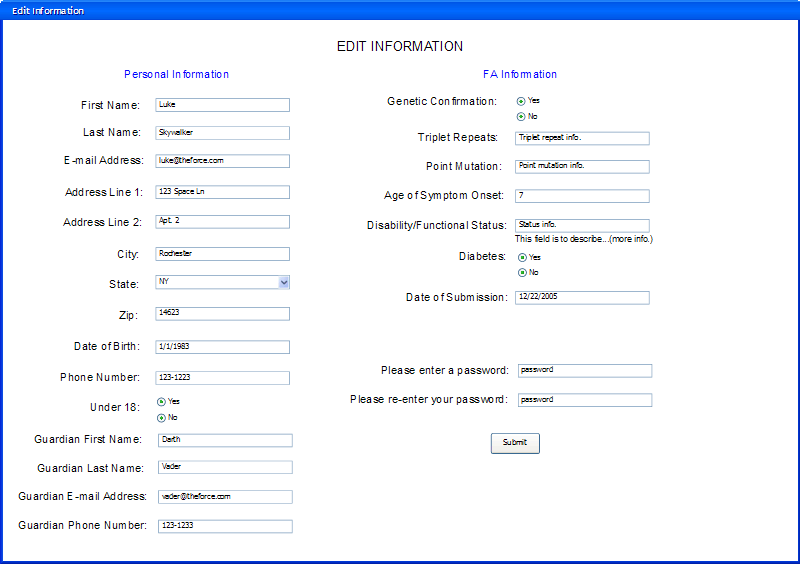 Edit Information
EDIT INFORMATION
Personal Information
First Name: Luke
Last Name: Skywalker
E-mail Address: luke@theforce.com
Address Line 1: 123 Space Ln
Address Line 2: Apt. 2
City: Rochester
State: NY
Zip: 14623
Date of Birth: 1/1/1983
Phone Number: 123-1223
Under 18: Yes
No
Guardian First Name: Darth
Guardian Last Name: Vader
Guardian E-mail Address: vader@theforce.com
Guardian Phone Number: 123-1233
FA Information
Genetic Confirmation: Yes
No
Triplet Repeats: Triplet repeat info.
Point Mutation: Point mutation info.
Age of Symptom Onset: 7
Disability/Functional Status: Status info.
This field is to describe...(more info.)
Diabetes: Yes
No
Date of Submission: 12/22/2005
Please enter a password: password
Please re-enter your password: password
Submit